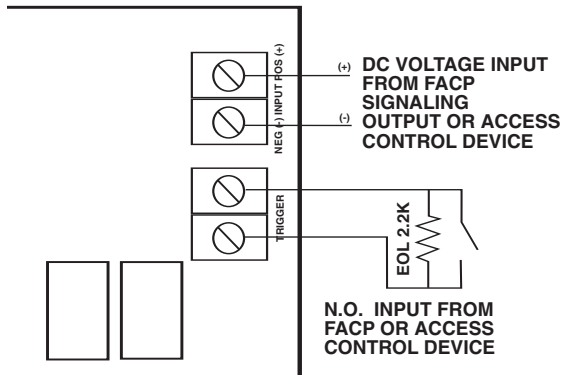 NEG (-) INPUT POS (+)
(+) DC VOLTAGE INPUT
FROM FACP
SIGNALING
(-) OUTPUT OR ACCESS
CONTROL DEVICE
TRIGGER
EOL 2.2K
N.O. INPUT FROM
FACP OR ACCESS
CONTROL DEVICE